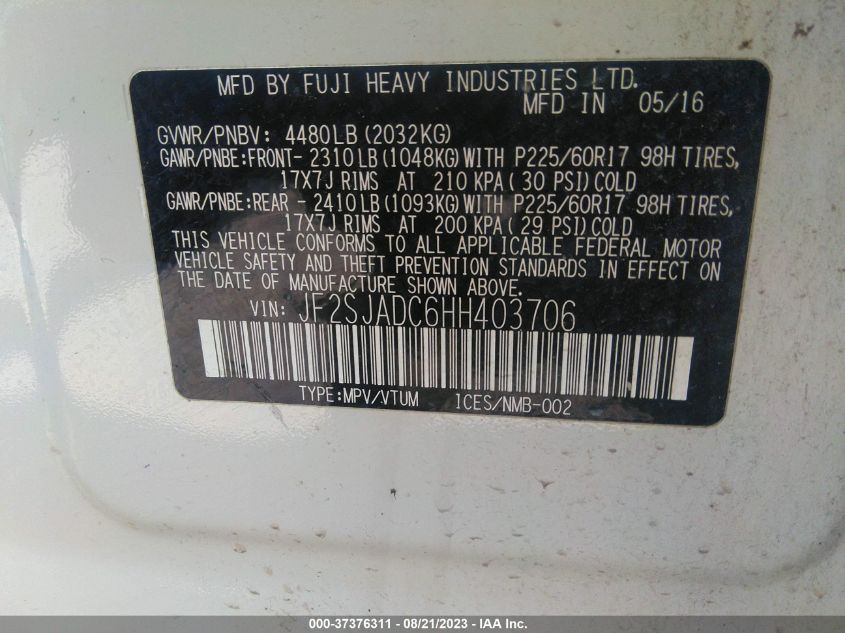 MFD BY FUJI HEAVY INDUSTRIES LTD.
MFD IN 05/16
GVWR/PNBV: 4480LB (2032KG)
GAWR/PNBE:FRONT- 2310LB (1048KG) WITH P225/60R17 98H TIRES,
17X7J RIMS AT 210 KPA( 30 PSI) COLD
GAWR/PNBE:REAR - 2410LB (1093KG) WITH P225/60R17 98H TIRES,
17X7J RIMS AT 200 KPA( 29 PSI) COLD
THIS VEHICLE CONFORMS TO ALL APPLICABLE FEDERAL MOTOR
VEHICLE SAFETY AND THEFT PREVENTION STANDARDS IN EFFECT ON
THE DATE OF MANUFACTURE SHOWN ABOVE.
VIN: JF2SJADC6HH403706
TYPE:MPV/VTUM ICES/NMB-002
000-37376311 - 08/21/2023 - IAA Inc.